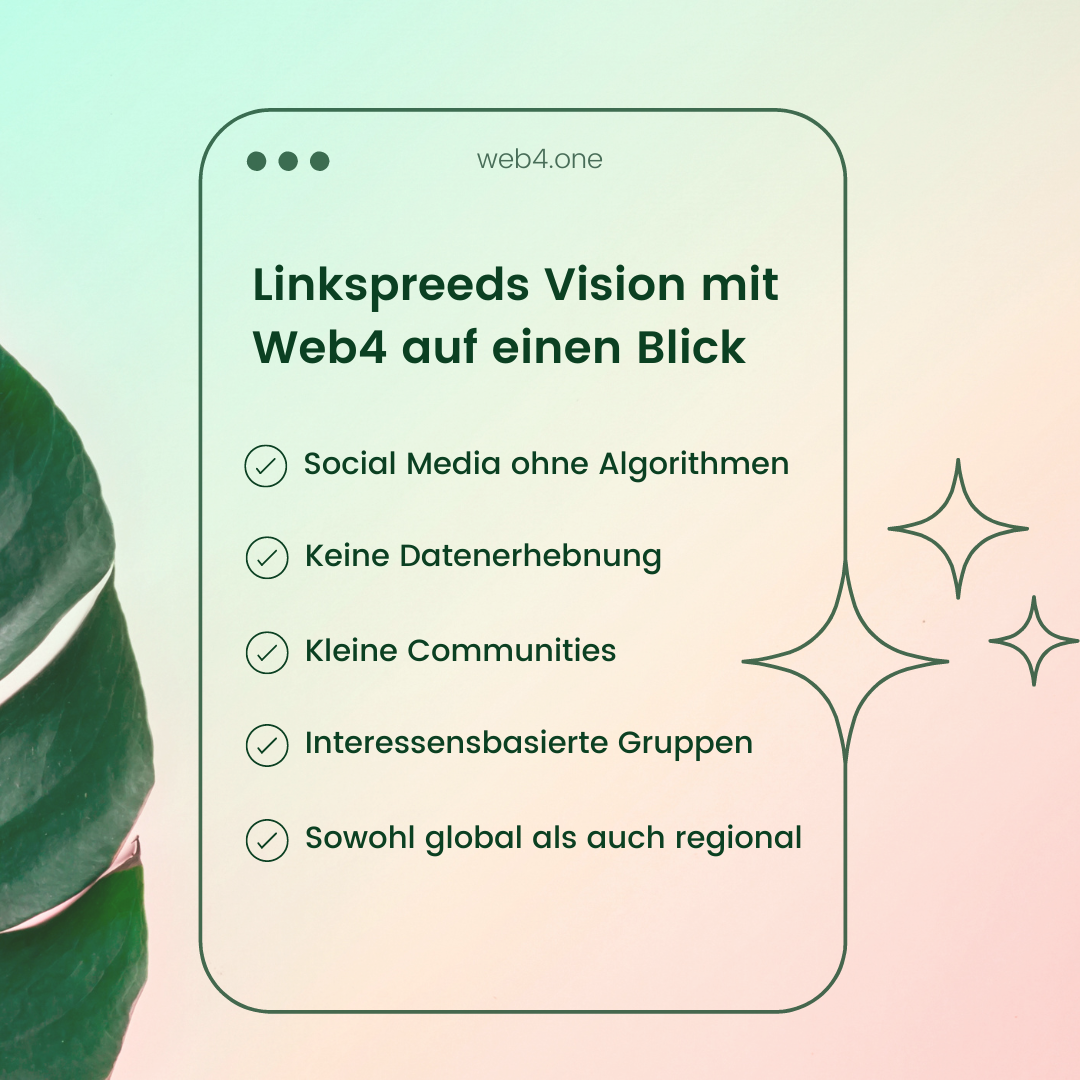 web4.one
Linkspreeds Vision mit
Web4 auf einen Blick
Social Media ohne Algorithmen
Keine Datenerhebnung
Kleine Communities
Interessensbasierte Gruppen
Sowohl global als auch regional